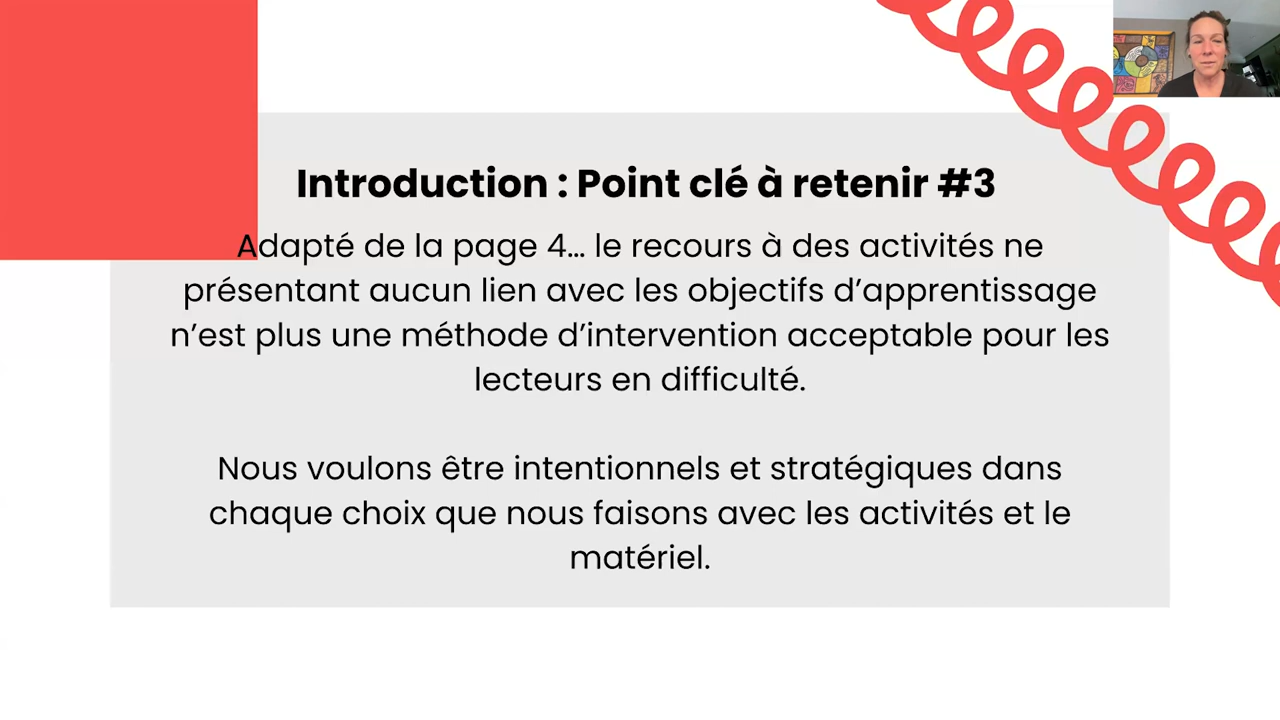 Introduction : Point clé à retenir #3
Adapté de la page 4... le recours à des activités ne
présentant aucun lien avec les objectifs d’apprentissage
n’est plus une méthode d’intervention acceptable pour les
lecteurs en difficulté.
Nous voulons être intentionnels et stratégiques dans
chaque choix que nous faisons avec les activités et le
matériel.